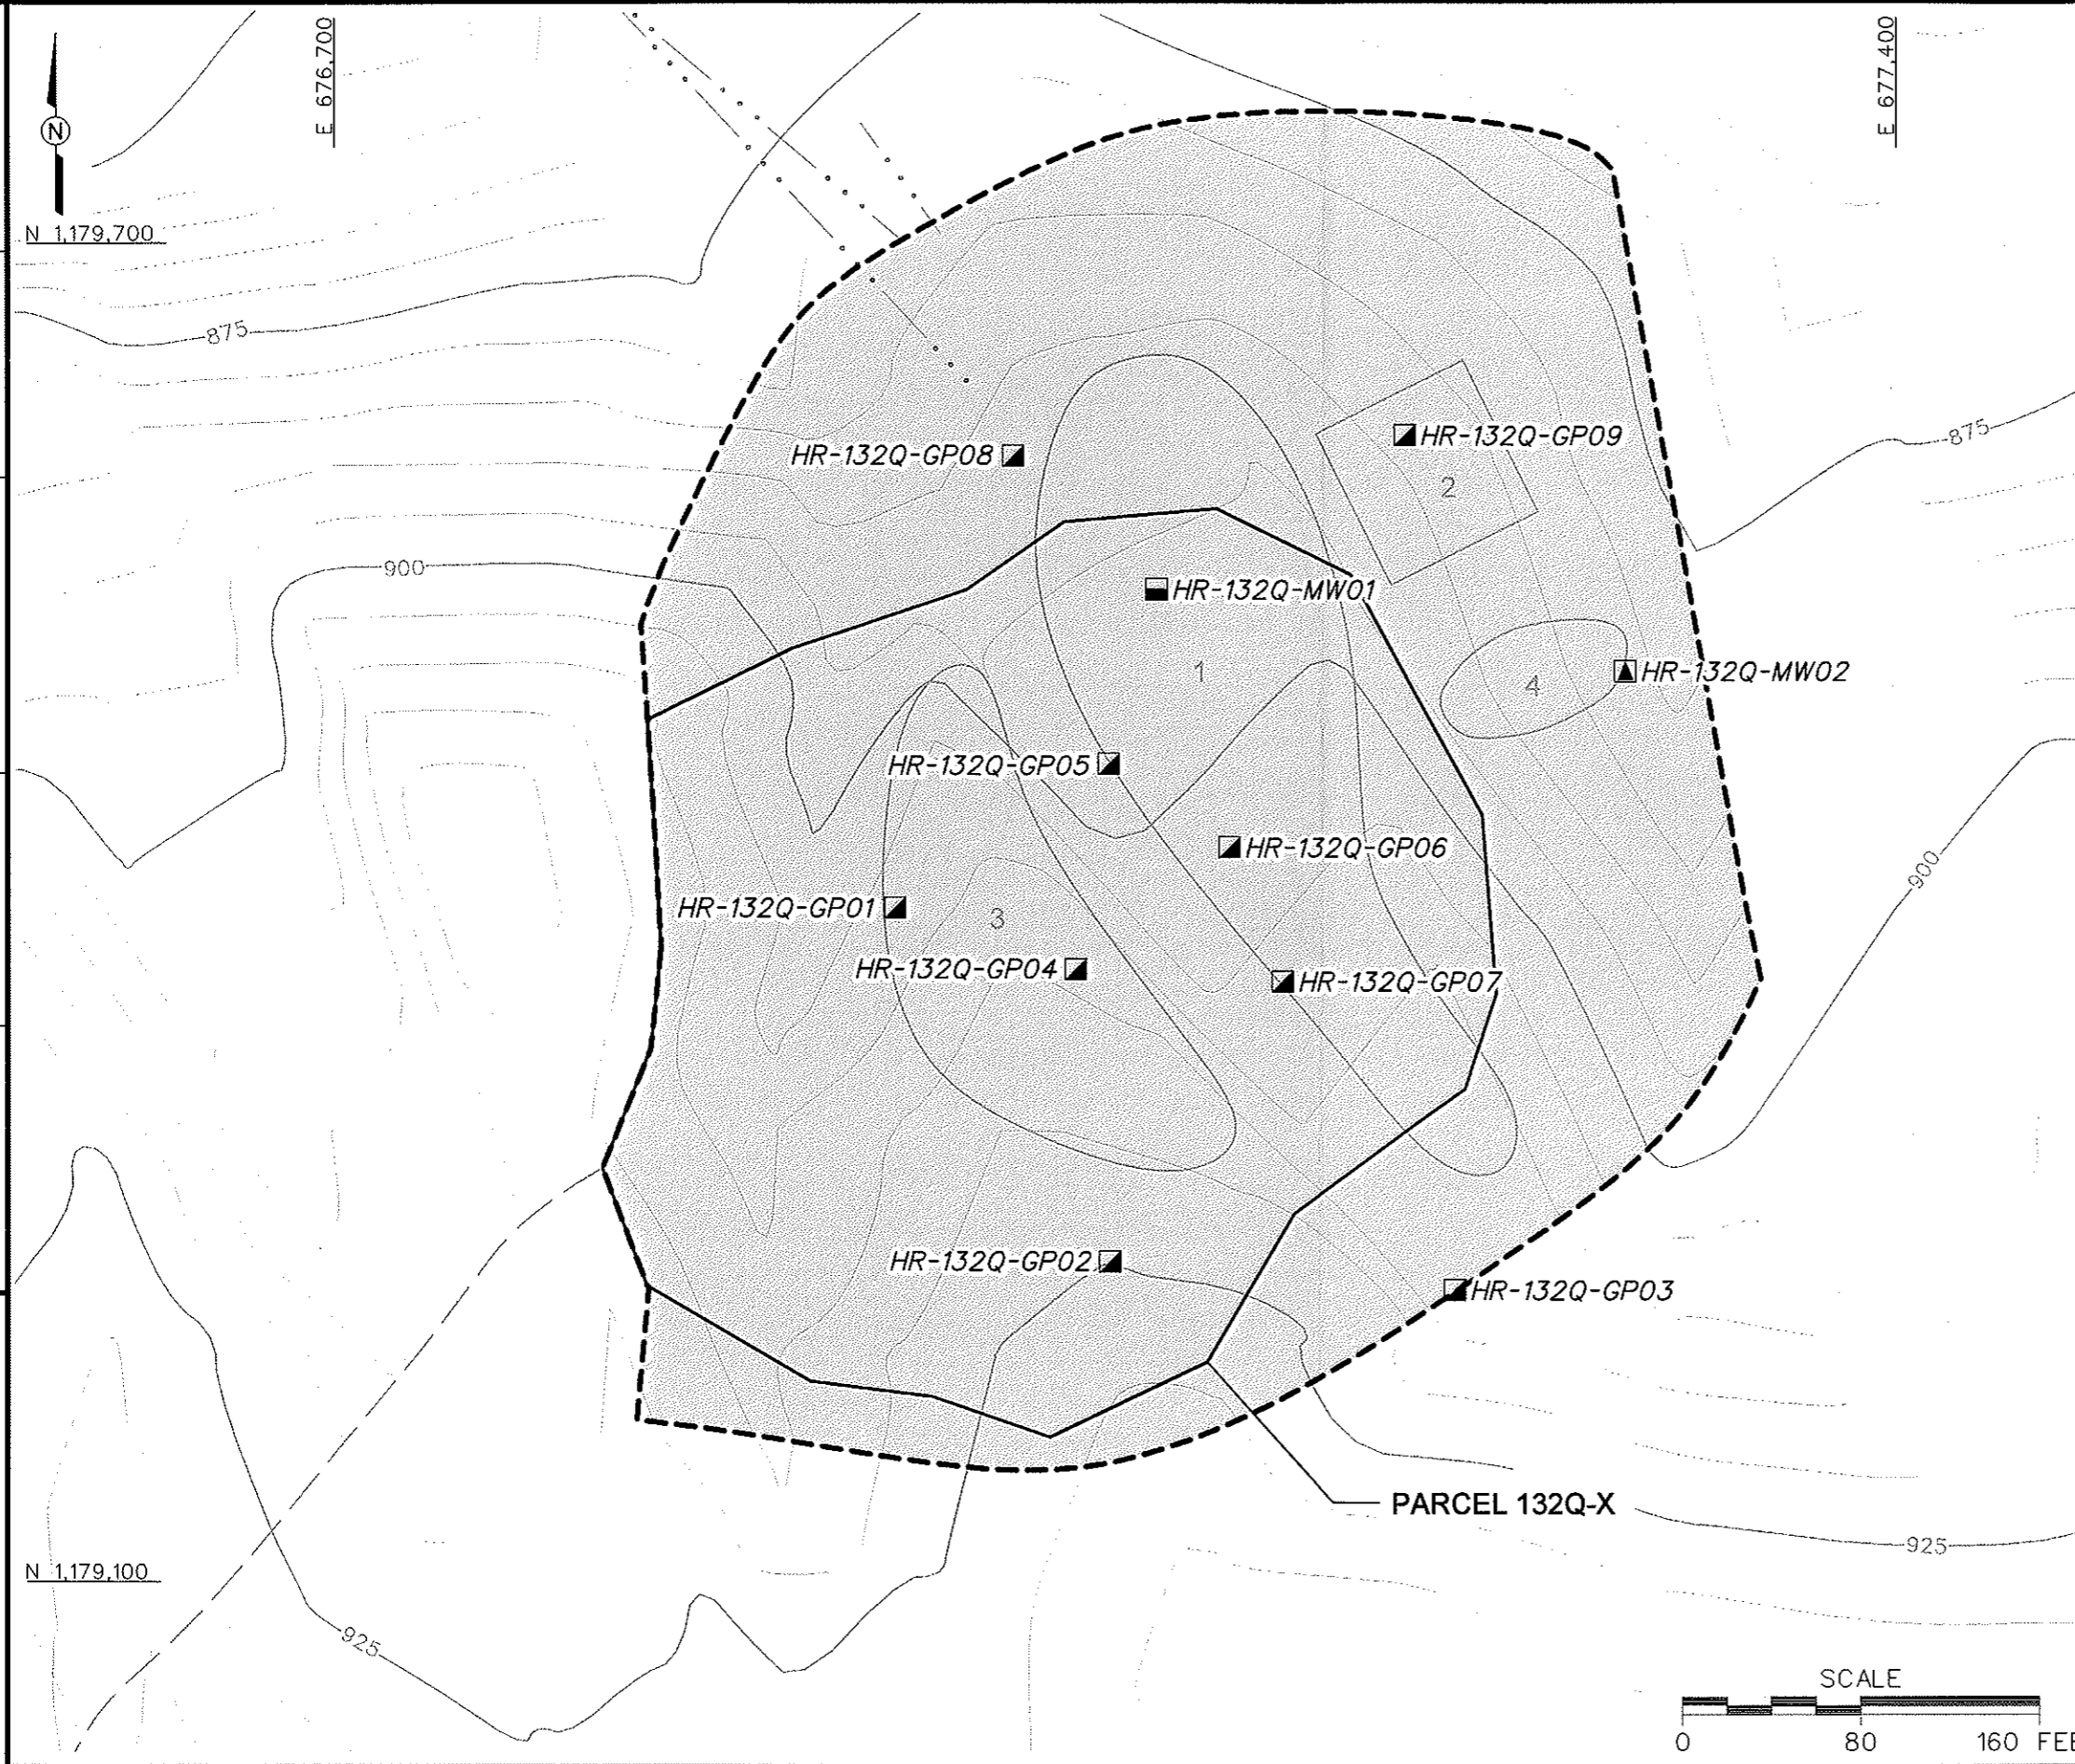 E 676,700
E 677,400
N
N 1,179,700
875
875
HR-132Q-GP09
HR-132Q-GP08
2
900
HR-132Q-MW01
1
HR-132Q-MW02
4
HR-132Q-GP05
HR-132Q-GP06
900
HR-132Q-GP01
3
HR-132Q-GP04
HR-132Q-GP07
HR-132Q-GP02
HR-132Q-GP03
PARCEL 132Q-X
925
N 1,179,100
925
SCALE
0 80 160 FEE